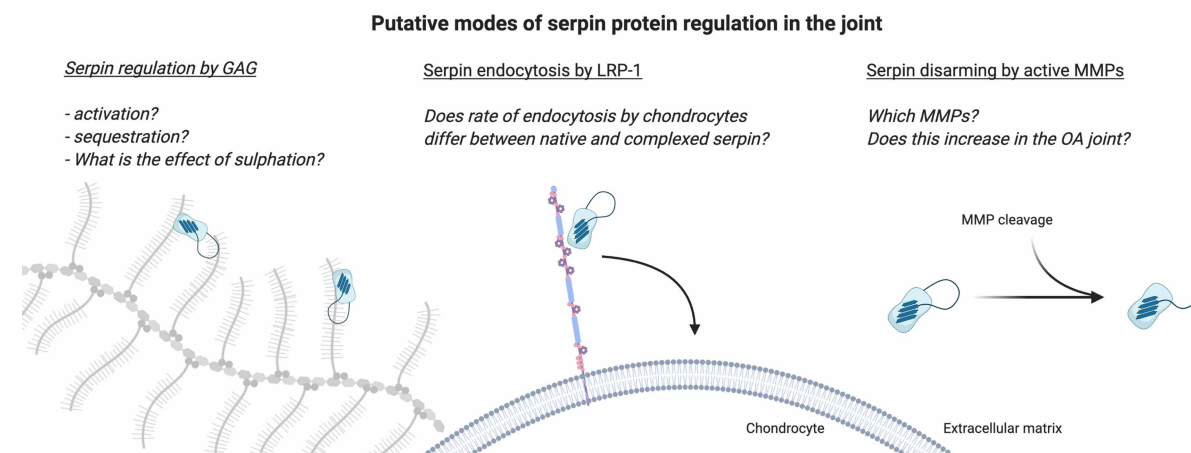 Putative modes of serpin protein regulation in the joint
Serpin regulation by GAG
- activation?
- sequestration?
- What is the effect of sulphation?
Serpin endocytosis by LRP-1
Does rate of endocytosis by chondrocytes
differ between native and complexed serpin?
Serpin disarming by active MMPs
Which MMPs?
Does this increase in the OA joint?
MMP cleavage
Chondrocyte
Extracellular matrix